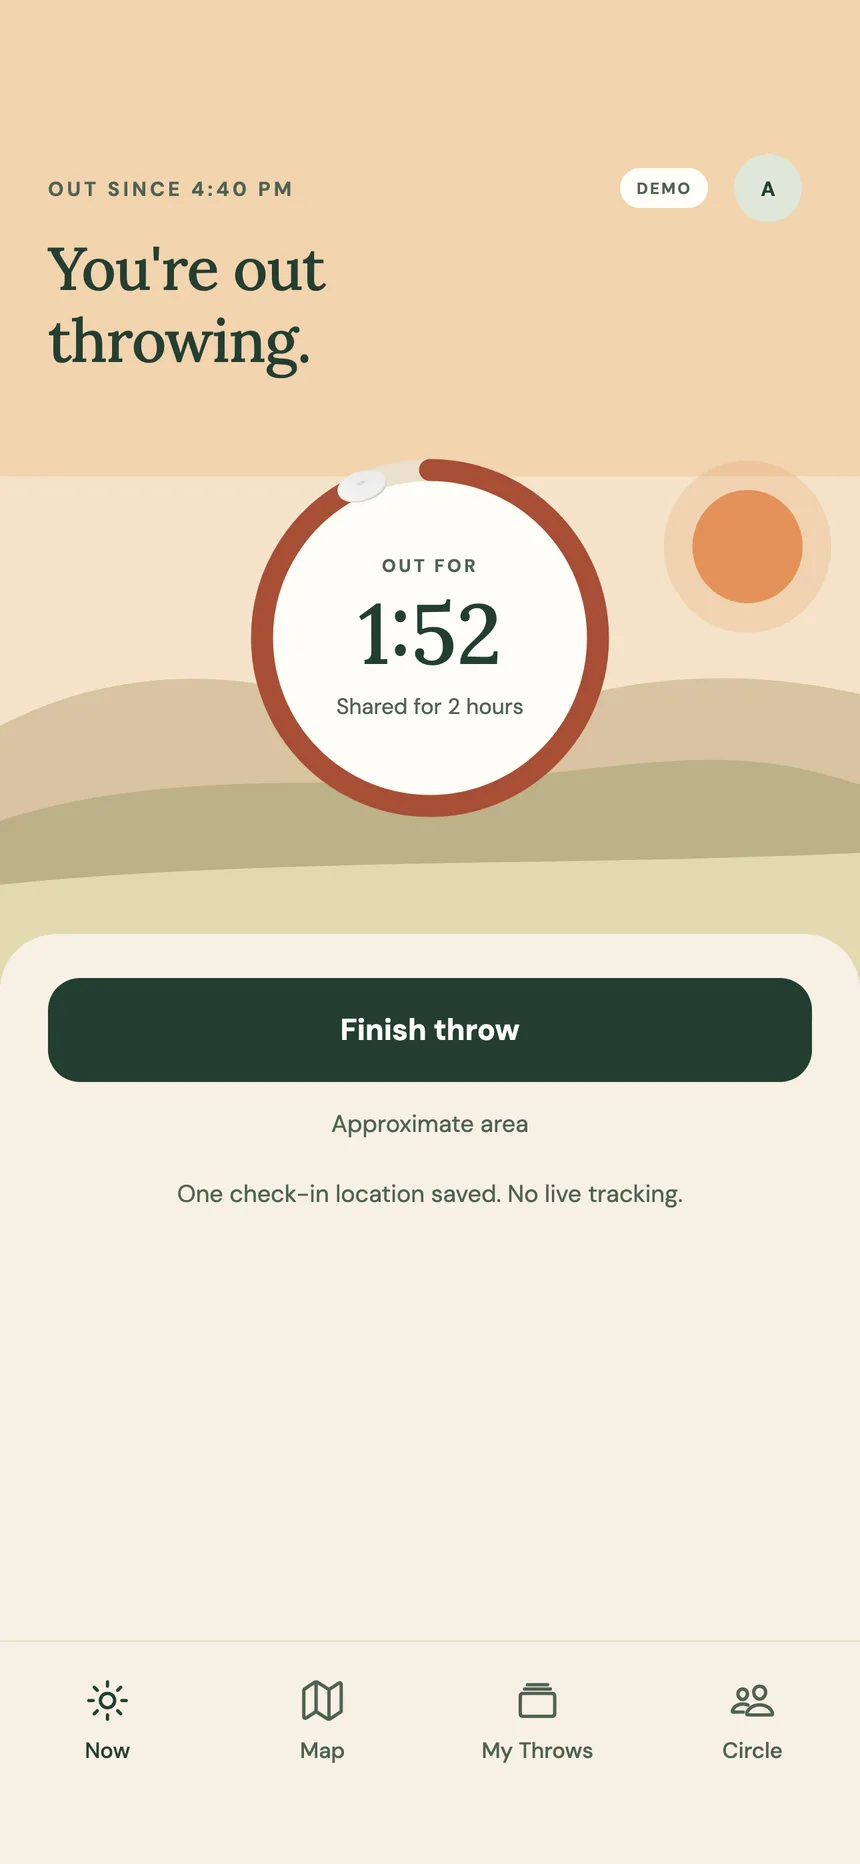 OUT SINCE 4:40 PM
DEMO
A
You're out
throwing.
OUT FOR
1:52
Shared for 2 hours
Finish throw
Approximate area
One check-in location saved. No live tracking.
Now
Map
My Throws
Circle